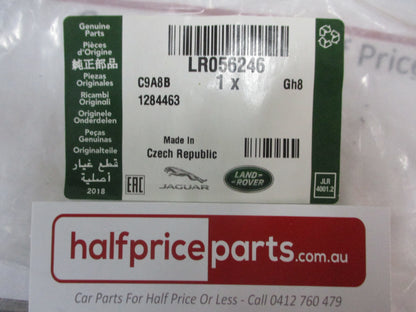 Genuine
Parts
Pièces
d'Origine
純正部品
Piezas
Originales
Ricambi
Originali
Originele
Onderdelen
Peças
Genuínas
Originalteile
قطع غيار
أصلية
2018
LR056246
C9A8B
1 x
Gh8
1284463
Made In
Czech Republic
EAC
JAGUAR
LAND-
ROVER
JLR
4001.2
Price
halfpriceparts.com.au
Car Parts For Half Price Or Less - Call 0412 760 479